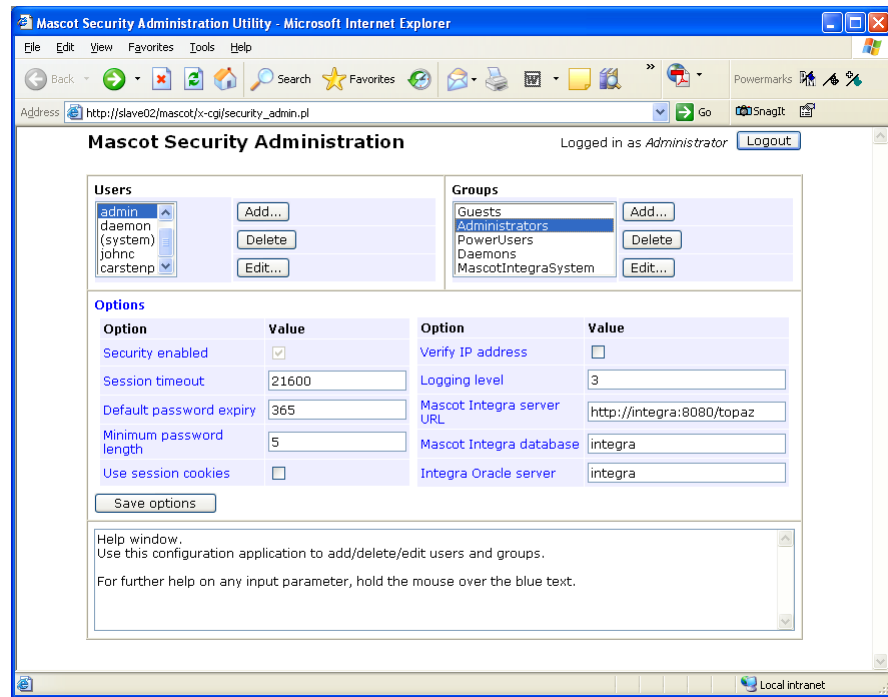 Mascot Security Administration Utility - Microsoft Internet Explorer
File Edit View Favorites Tools Help
Back Search Favorites » Powermarks
Address http://slave02/mascot/x-cgi/security_admin.pl Go SnagIt
Mascot Security Administration Logged in as Administrator Logout
Users Groups
admin
daemon
(system)
johnc
carstenp
Add...
Delete
Edit...
Guests
Administrators
PowerUsers
Daemons
MascotIntegraSystem
Add...
Delete
Edit...
Options
Option Value Option Value
Security enabled Verify IP address
Session timeout 21600 Logging level 3
Default password expiry 365 Mascot Integra server URL http://integra:8080/topaz
Minimum password length 5 Mascot Integra database integra
Use session cookies Integra Oracle server integra
Save options
Help window.
Use this configuration application to add/delete/edit users and groups.
For further help on any input parameter, hold the mouse over the blue text.
Local intranet